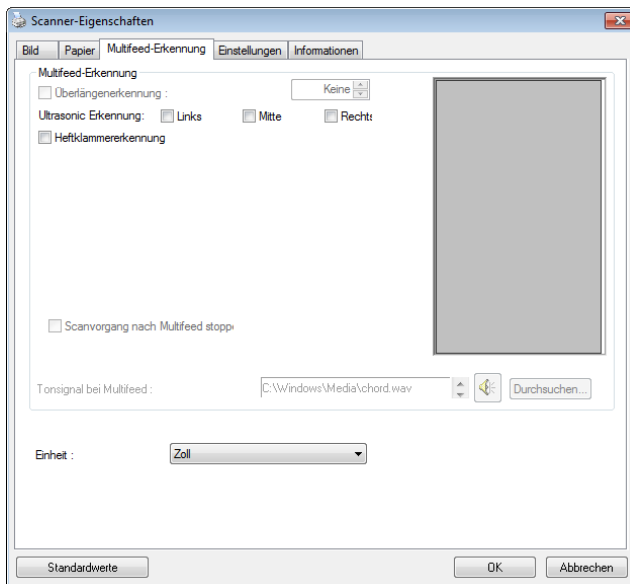 Scanner-Eigenschaften
Bild Papier Multifeed-Erkennung Einstellungen Informationen
Multifeed-Erkennung
Überlängenerkennung : Keine
Ultrasonic Erkennung: Links Mitte Rechts
Heftklammererkennung
Scanvorgang nach Multifeed stoppe
Tonsignal bei Multifeed : C:\Windows\Media\chord.wav Durchsuchen...
Einheit : Zoll
Standardwerte OK Abbrechen